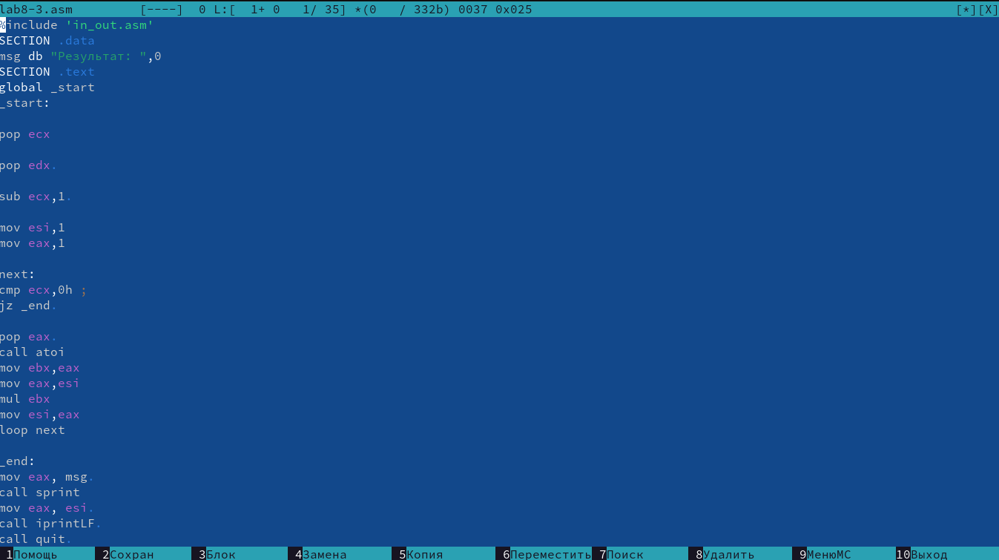 lab8-3.asm [----] 0 L:[ 1+ 0 1/ 35] *(0 / 332b) 0037 0x025 [*][X]
%include 'in_out.asm'
SECTION .data
msg db "Результат: ",0
SECTION .text
global _start
_start:
pop ecx
pop edx.
sub ecx,1.
mov esi,1
mov eax,1
next:
cmp ecx,0h ;
jz _end.
pop eax.
call atoi
mov ebx,eax
mov eax,esi
mul ebx
mov esi,eax
loop next
_end:
mov eax, msg.
call sprint
mov eax, esi.
call iprintLF.
call quit.
1Помощь 2Сохран 3Блок 4Замена 5Копия 6Переместить 7Поиск 8Удалить 9МенюMC 10Выход